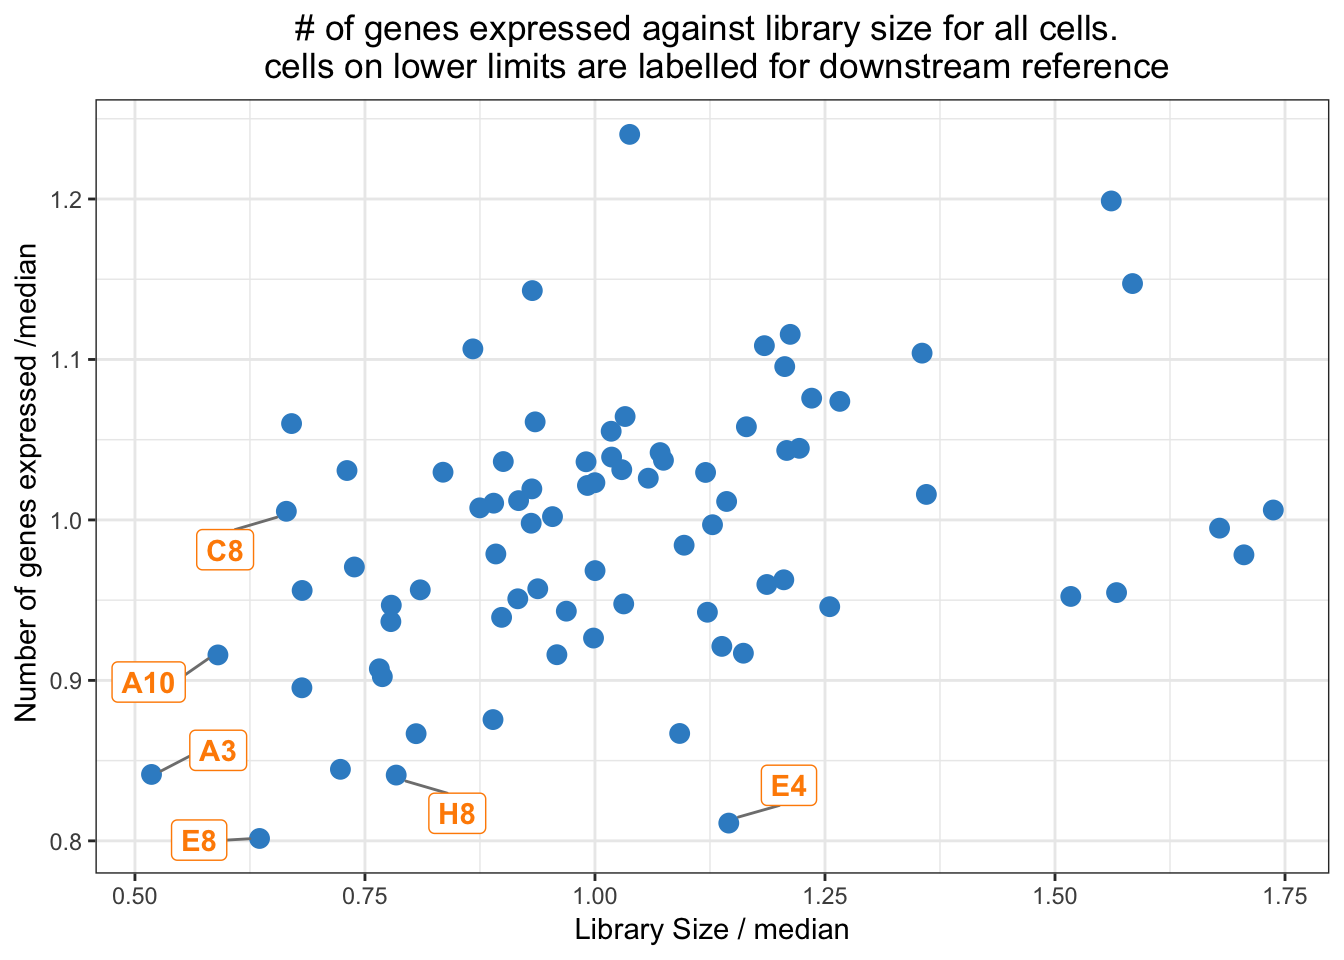 # of genes expressed against library size for all cells.
cells on lower limits are labelled for downstream reference
Number of genes expressed /median
1.2
1.1
1.0
0.9
0.8
C8
A10
A3
E8
H8
E4
0.50 0.75 1.00 1.25 1.50 1.75
Library Size / median